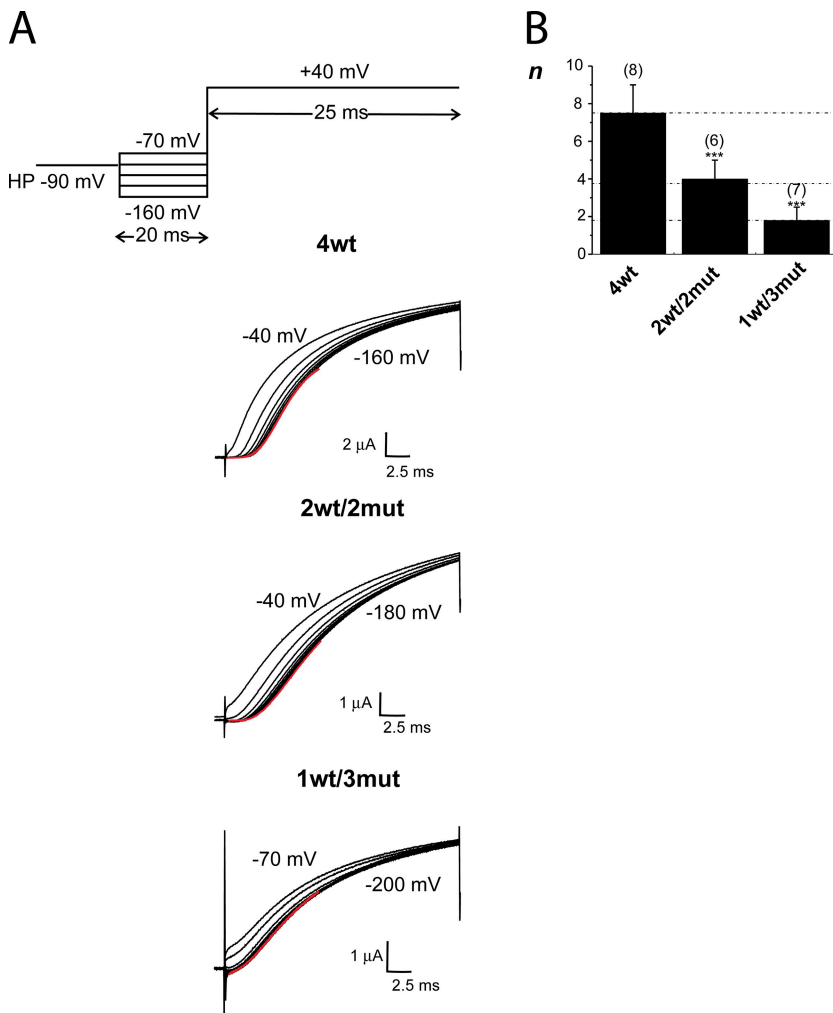 A
+40 mV
25 ms
-70 mV
HP -90 mV
-160 mV
20 ms
4wt
-40 mV
-160 mV
2 µA
2.5 ms
2wt/2mut
-40 mV
-180 mV
1 µA
2.5 ms
1wt/3mut
-70 mV
-200 mV
1 µA
2.5 ms
B
n
10
8
6
4
2
0
(8)
(6)
***
(7)
***
4wt
2wt/2mut
1wt/3mut